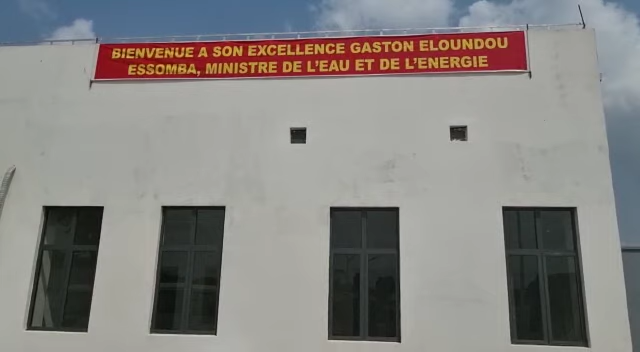 BIENVENUE A SON EXCELLENCE GASTON ELOUNDOU
ESSOMBA, MINISTRE DE L'EAU ET DE L'ENERGIE